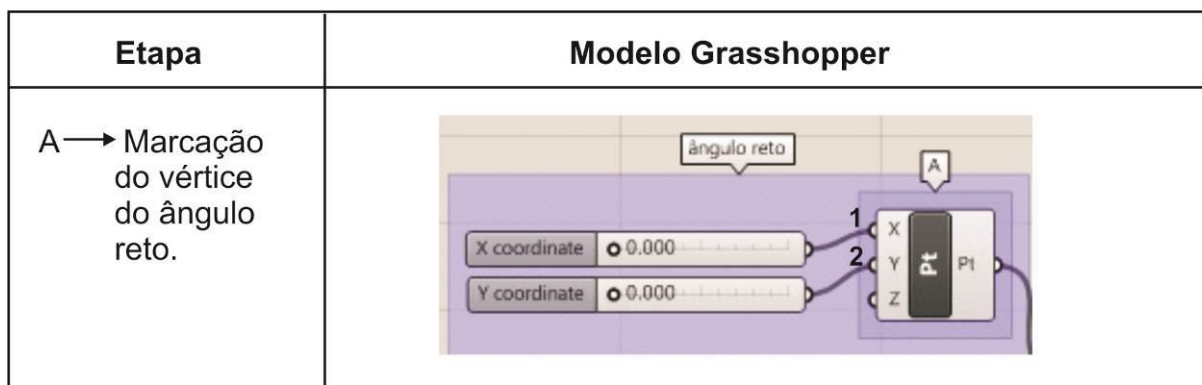 Etapa
Modelo Grasshopper
A → Marcação
do vértice
do ângulo
reto.
ângulo reto
A
X coordinate 0.000
Y coordinate 0.000
1
2
X
Y
Z
Pt
Pt